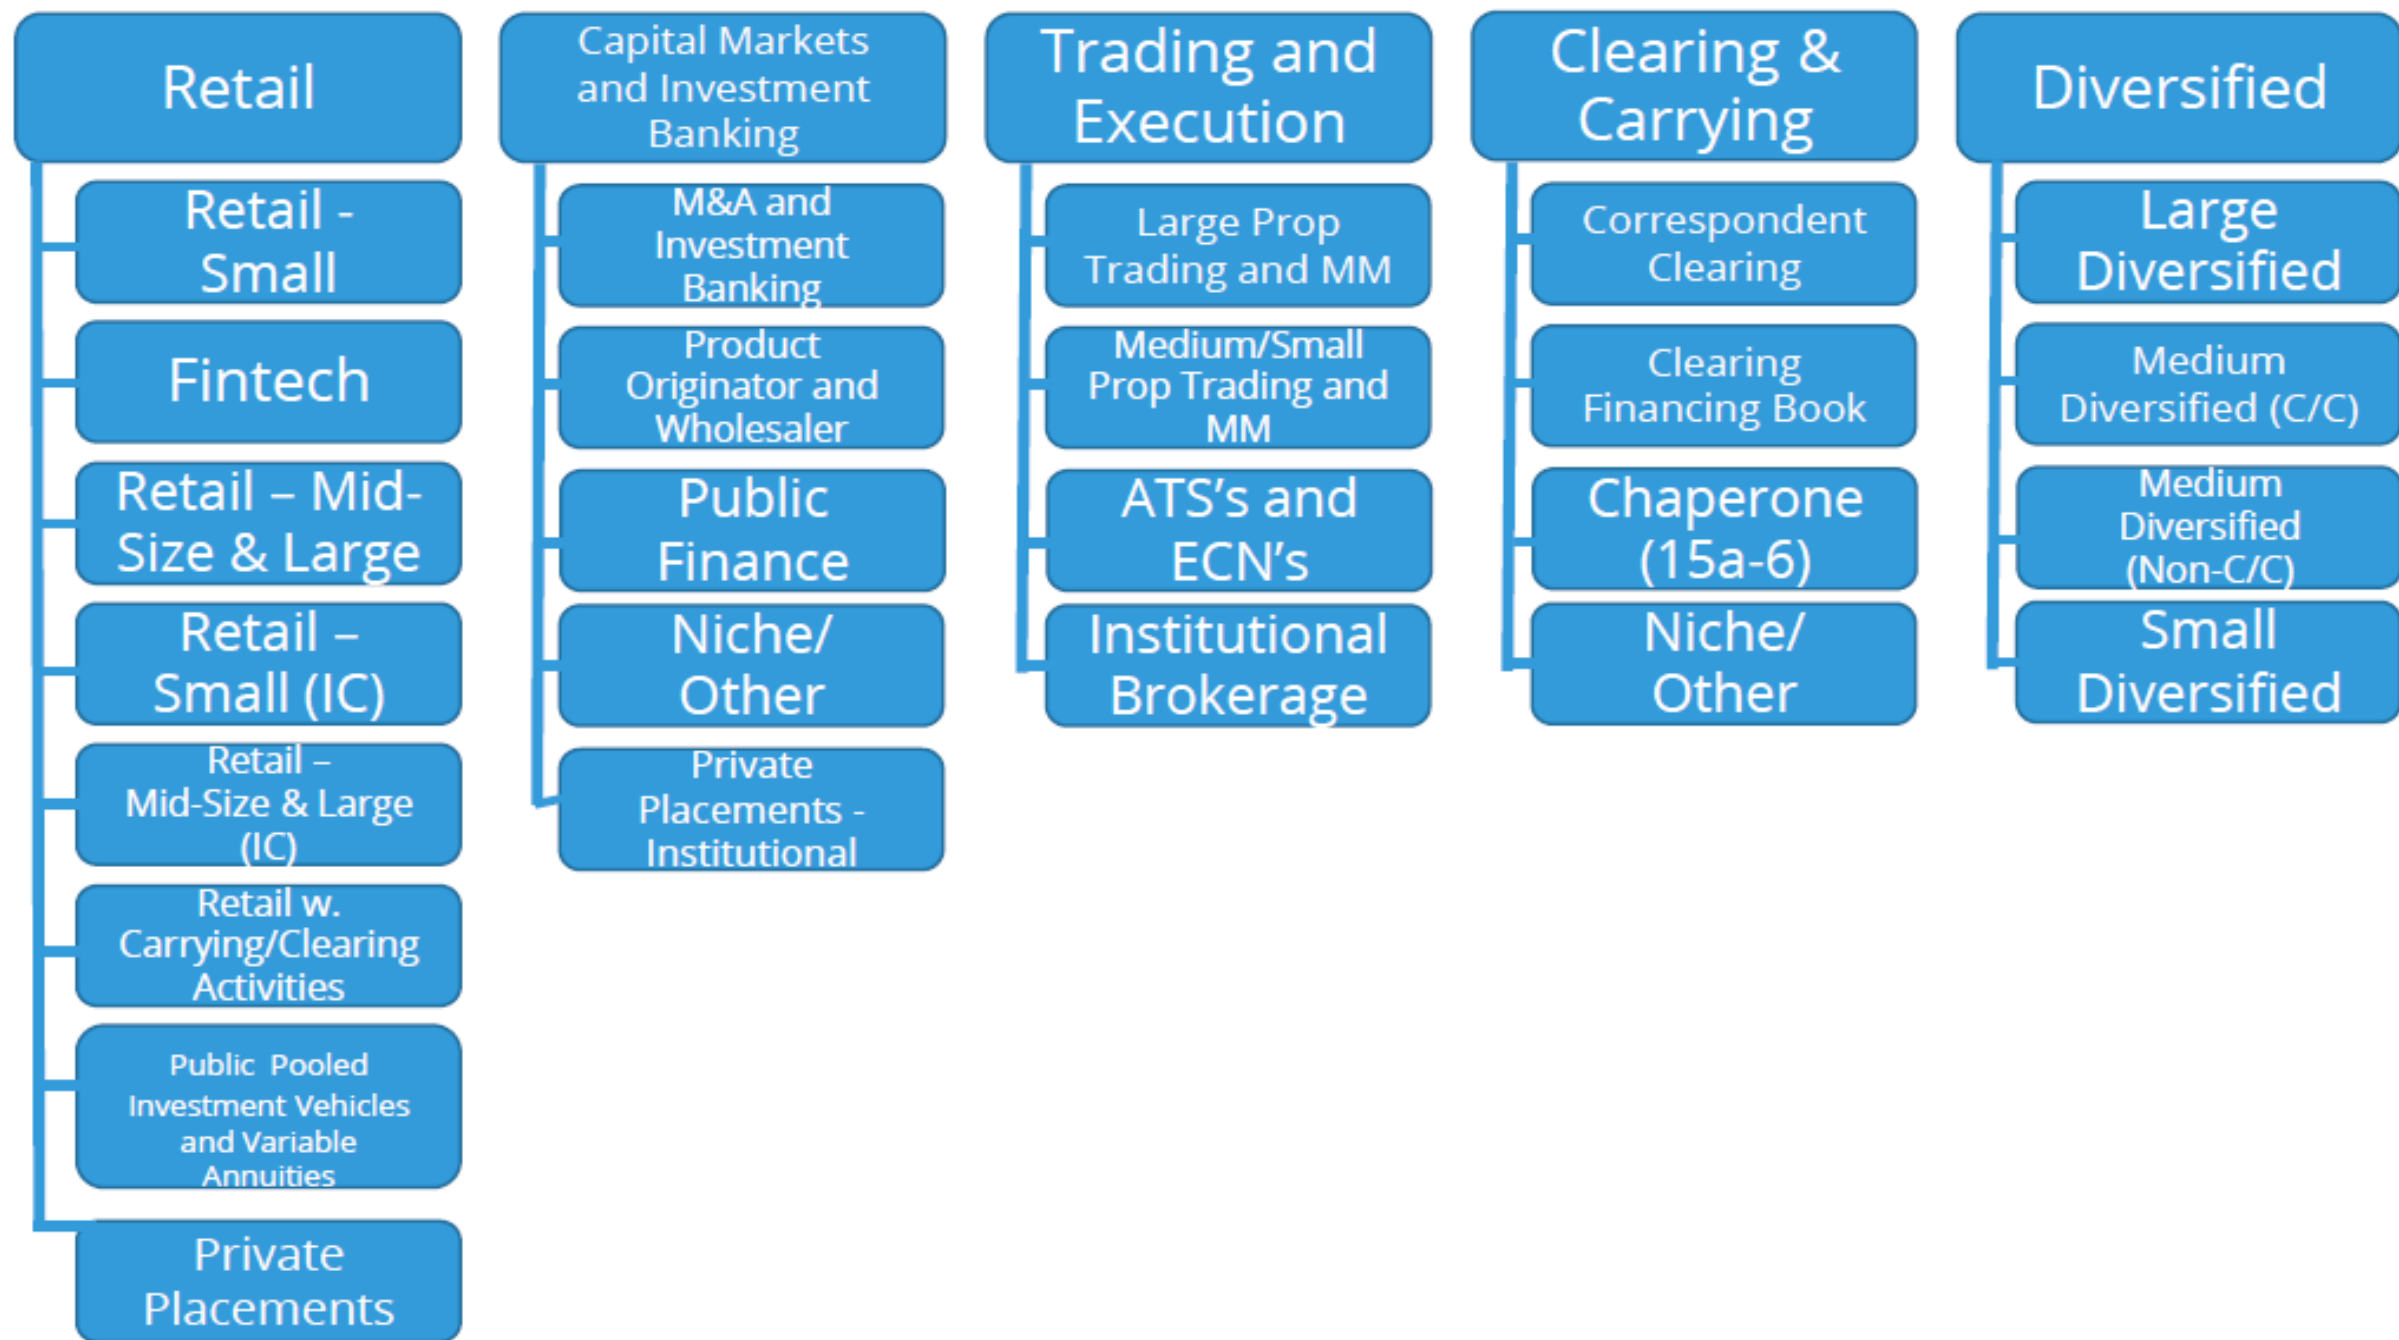 Retail
Retail -
Small
Fintech
Retail – Mid-
Size & Large
Retail –
Small (IC)
Retail –
Mid-Size & Large
(IC)
Retail w.
Carrying/Clearing
Activities
Public  Pooled
Investment Vehicles
and Variable
Annuities
Private
Placements
Capital Markets
and Investment
Banking
M&A and
Investment
Banking
Product
Originator and
Wholesaler
Public
Finance
Niche/
Other
Private
Placements -
Institutional
Trading and
Execution
Large Prop
Trading and MM
Medium/Small
Prop Trading and
MM
ATS’s and
ECN’s
Institutional
Brokerage
Clearing &
Carrying
Correspondent
Clearing
Clearing
Financing Book
Chaperone
(15a-6)
Niche/
Other
Diversified
Large
Diversified
Medium
Diversified (C/C)
Medium
Diversified
(Non-C/C)
Small
Diversified